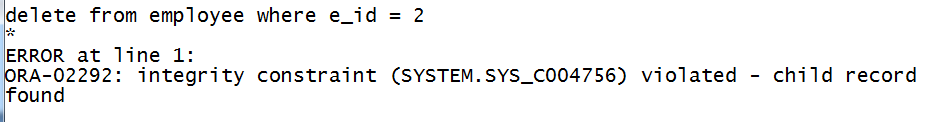 delete from employee where e_id = 2
*
ERROR at line 1:
ORA-02292: integrity constraint (SYSTEM.SYS_C004756) violated - child record
found